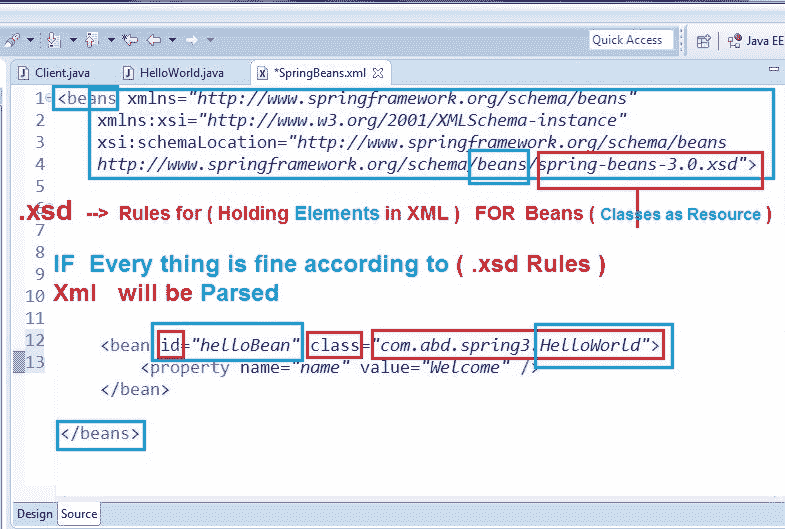 Quick Access
Java EE
Client.java
HelloWorld.java
*SpringBeans.xml
1 <beans xmlns="http://www.springframework.org/schema/beans"
2 xmlns:xsi="http://www.w3.org/2001/XMLSchema-instance"
3 xsi:schemaLocation="http://www.springframework.org/schema/beans
4 http://www.springframework.org/schema/beans/spring-beans-3.0.xsd">
5
6
.xsd --> Rules for ( Holding Elements in XML ) FOR Beans ( Classes as Resource )
7
8
IF Every thing is fine according to ( .xsd Rules )
9
10 Xml will be Parsed
11
12 <bean id="helloBean" class="com.abd.spring3.HelloWorld">
13 <property name="name" value="Welcome" />
</bean>
</beans>
Design Source